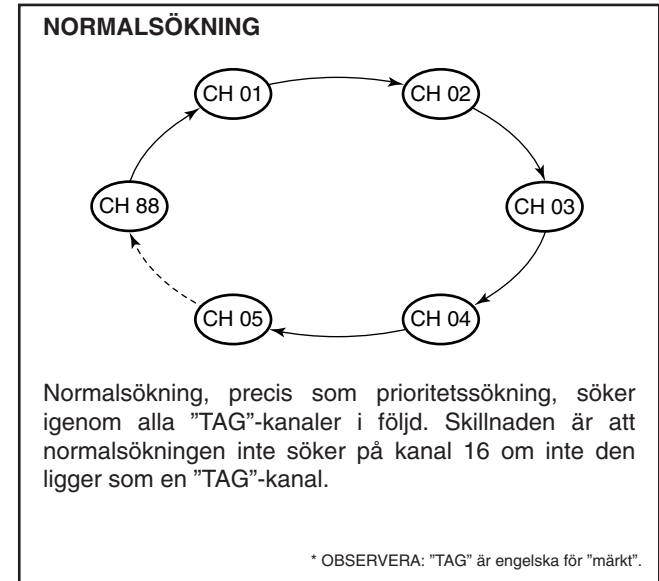 NORMALSÖKNING
CH 01
CH 02
CH 88
CH 03
CH 05
CH 04
Normalsökning, precis som prioritetssökning, söker
igenom alla ”TAG”-kanaler i följd. Skillnaden är att
normalsökningen inte söker på kanal 16 om inte den
ligger som en ”TAG”-kanal.
* OBSERVERA: ”TAG” är engelska för ”märkt”.